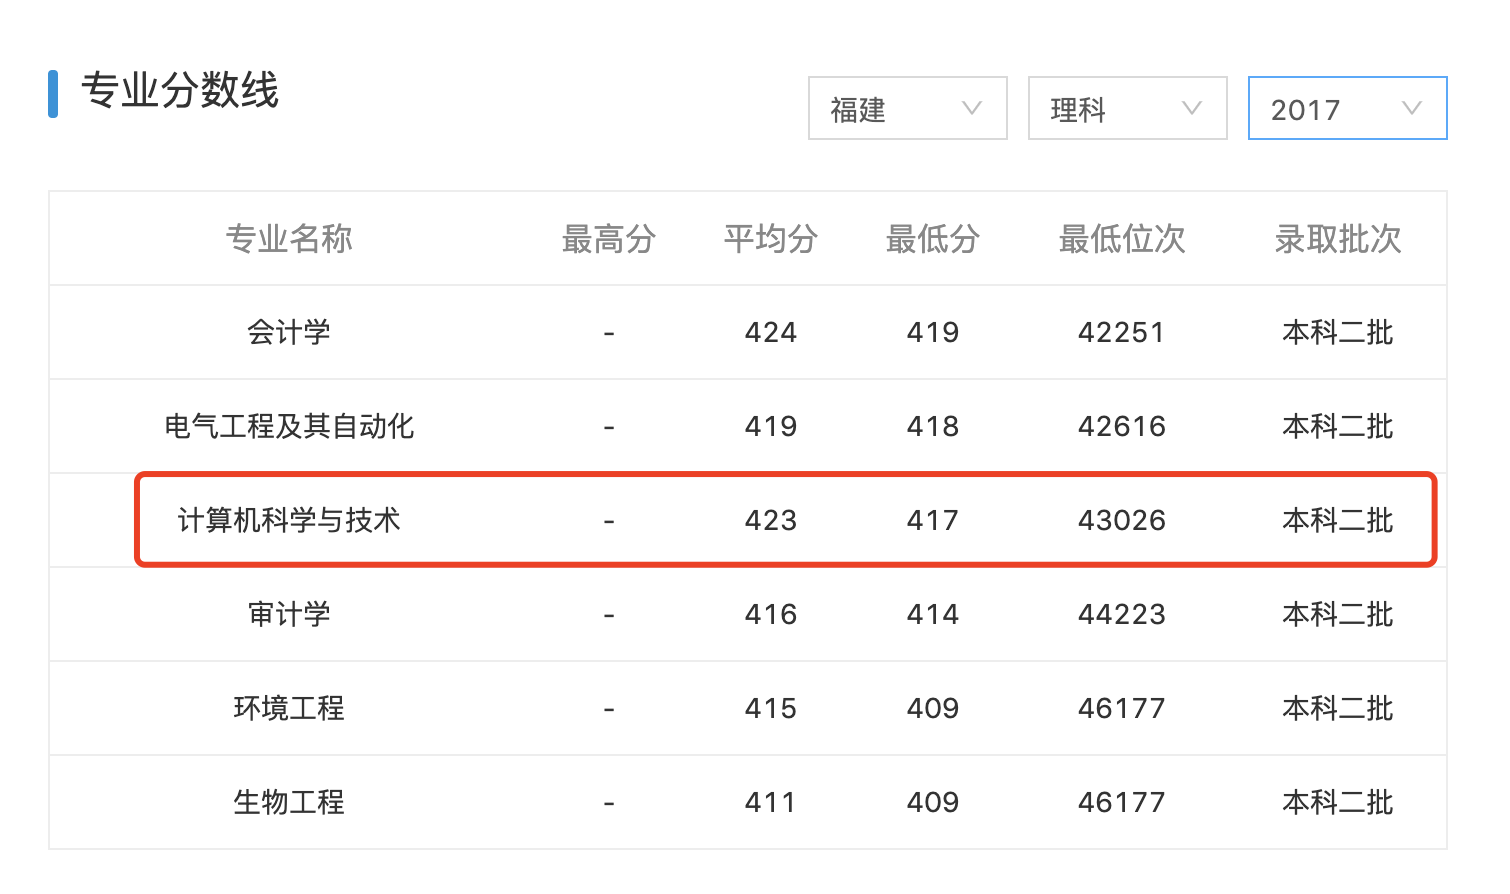 专业分数线
福建 理科 2017
专业名称 最高分 平均分 最低分 最低位次 录取批次
会计学 - 424 419 42251 本科二批
电气工程及其自动化 - 419 418 42616 本科二批
计算机科学与技术 - 423 417 43026 本科二批
审计学 - 416 414 44223 本科二批
环境工程 - 415 409 46177 本科二批
生物工程 - 411 409 46177 本科二批